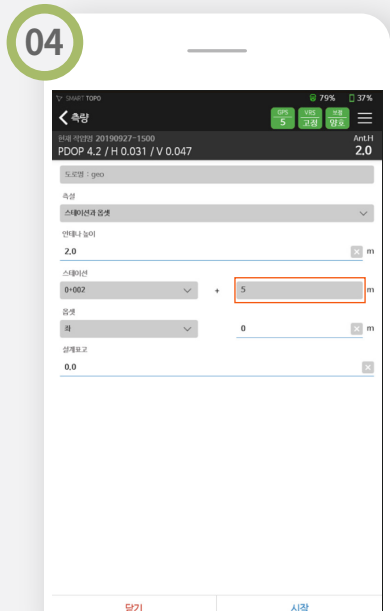 04
SMART TOPO 79% 37%
측량 GPS 5 VRS 고정 보정 양호
현재 작업명 20190927-1500 Ant.H
PDOP 4.2 / H 0.031 / V 0.047 2.0
도로명 : geo
측설
스테이션과 옵셋
안테나 높이
2.0 m
스테이션
0+002 + 5 m
옵셋
좌 0 m
설계표고
0.0
닫기 시작